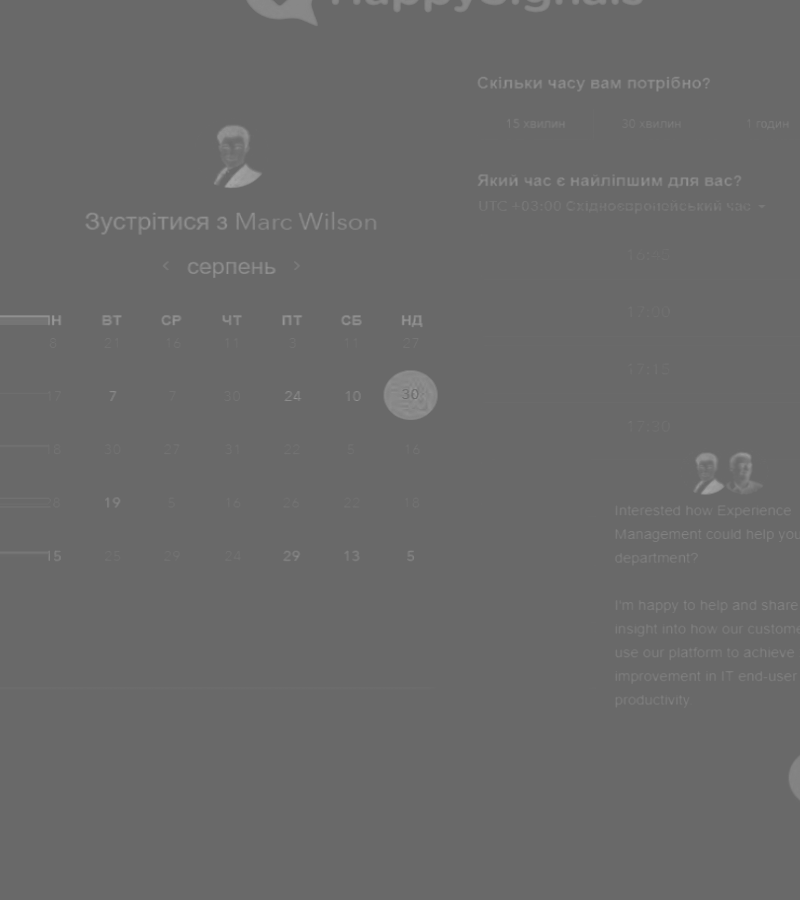 HappySignals
Зустрітися з Marc Wilson
серпень
ПН ВТ СР ЧТ ПТ СБ НД
6 21 16 11 3 11 27
17 7 7 30 24 10 30
18 30 27 31 22 16
28 19 5 16 26 22 18
15 25 29 24 29 13 5
Скільки часу вам потрібно?
15 хвилин 30 хвилин 1 годин
Який час є найліпшим для вас?
UTC +03:00 Східноєвропейський час
16:45
17:00
17:15
17:30
Interested how Experience
Management could help you
department?
I'm happy to help and share
insight into how our custome
use our platform to achieve
improvement in IT end-user
productivity